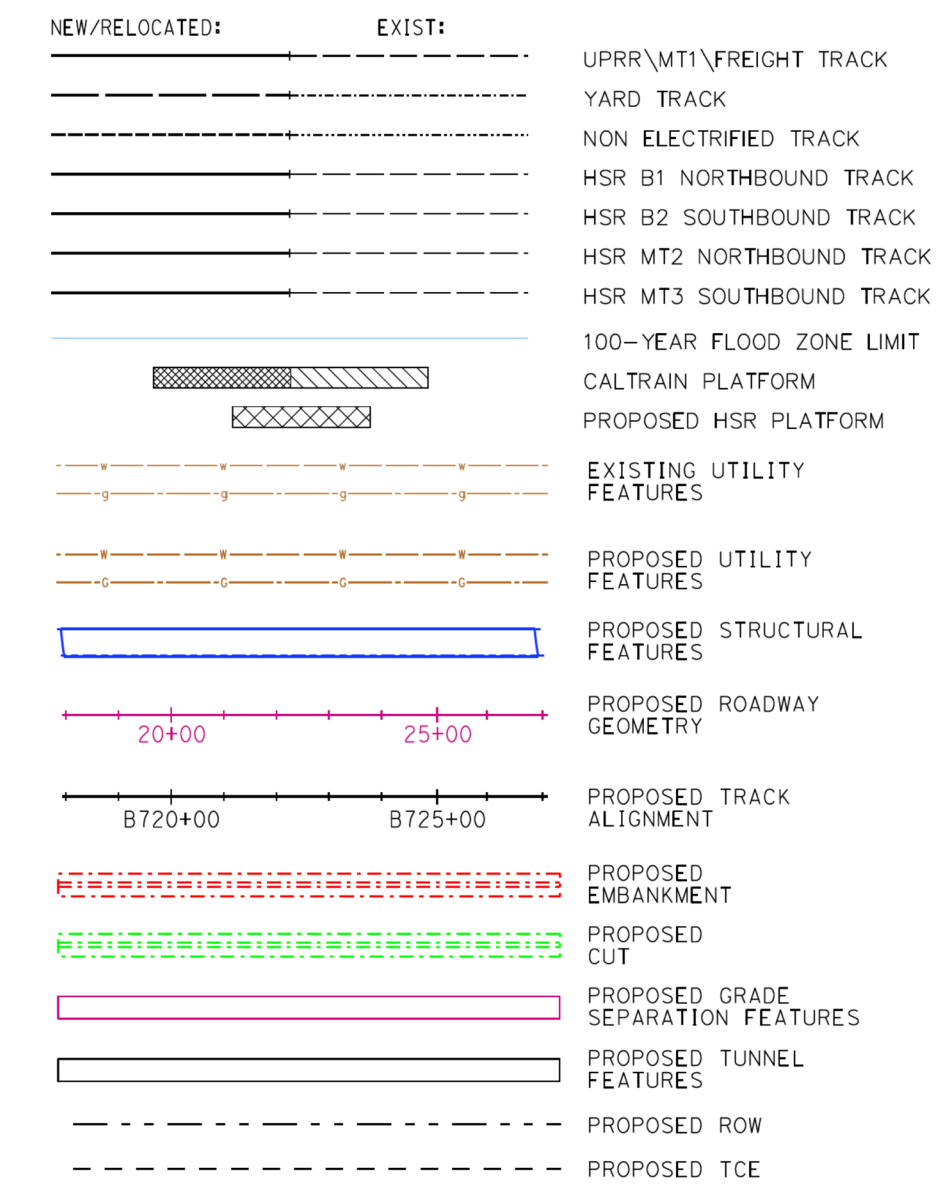 NEW/RELOCATED: EXIST:
UPRR\MT1\FREIGHT TRACK
YARD TRACK
NON ELECTRIFIED TRACK
HSR B1 NORTHBOUND TRACK
HSR B2 SOUTHBOUND TRACK
HSR MT2 NORTHBOUND TRACK
HSR MT3 SOUTHBOUND TRACK
100-YEAR FLOOD ZONE LIMIT
CALTRAIN PLATFORM
PROPOSED HSR PLATFORM
w w w w
EXISTING UTILITY
g g g g
FEATURES
W W W W
PROPOSED UTILITY
G G G G
FEATURES
PROPOSED STRUCTURAL
FEATURES
PROPOSED ROADWAY
GEOMETRY
20+00 25+00
PROPOSED TRACK
ALIGNMENT
B720+00 B725+00
PROPOSED
EMBANKMENT
PROPOSED
CUT
PROPOSED GRADE
SEPARATION FEATURES
PROPOSED TUNNEL
FEATURES
PROPOSED ROW
PROPOSED TCE